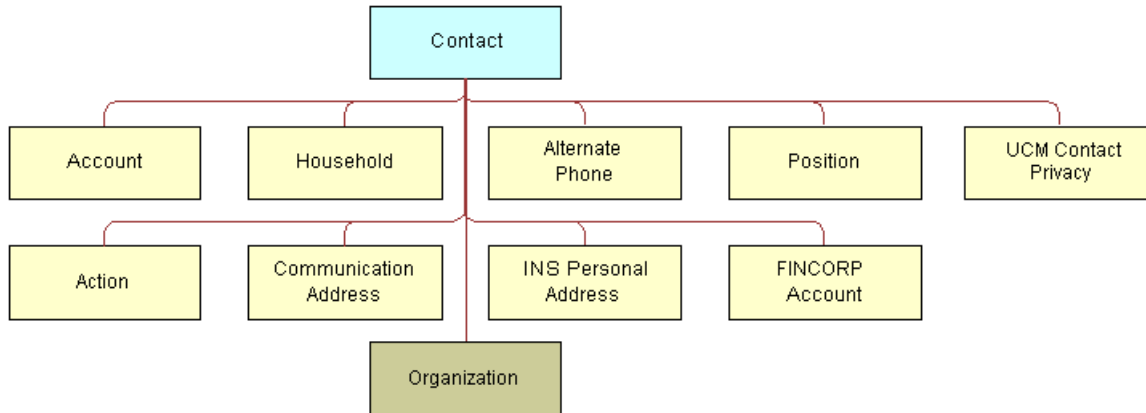 Contact
Account
Household
Alternate
Phone
Position
UCM Contact
Privacy
Action
Communication
Address
INS Personal
Address
FINCORP
Account
Organization